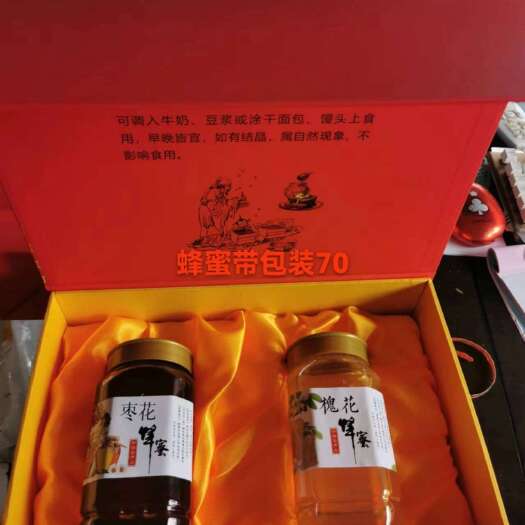 可调入牛奶、豆浆或涂于面包、馒头上食
用，早晚皆宜，如有结晶，属自然现象，不
影响食用。
蜂蜜带包装70
枣花
蜂蜜
槐花
蜂蜜